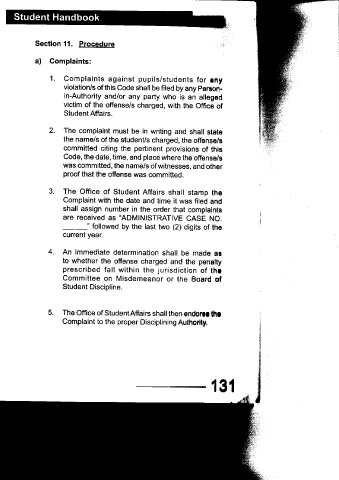 Student Handbook
Section 11. Procedure
a) Complaints:
1. Complaints against pupils/students for any
violation/s of this Code shall be filed by any Person-
in-Authority and/or any party who is an alleged
victim of the offense/s charged, with the Office of
Student Affairs.
2. The complaint must be in writing and shall state
the name/s of the student/s charged, the offense/s
committed citing the pertinent provisions of this
Code, the date, time, and place where the offense/s
was committed, the name/s of witnesses, and other
proof that the offense was committed.
3. The Office of Student Affairs shall stamp the
Complaint with the date and time it was filed and
shall assign number in the order that complaints
are received as "ADMINISTRATIVE CASE NO.
______" followed by the last two (2) digits of the
current year.
4. An immediate determination shall be made as
to whether the offense charged and the penalty
prescribed fall within the jurisdiction of the
Committee on Misdemeanor or the Board of
Student Discipline.
5. The Office of Student Affairs shall then endorse the
Complaint to the proper Disciplining Authority.
131